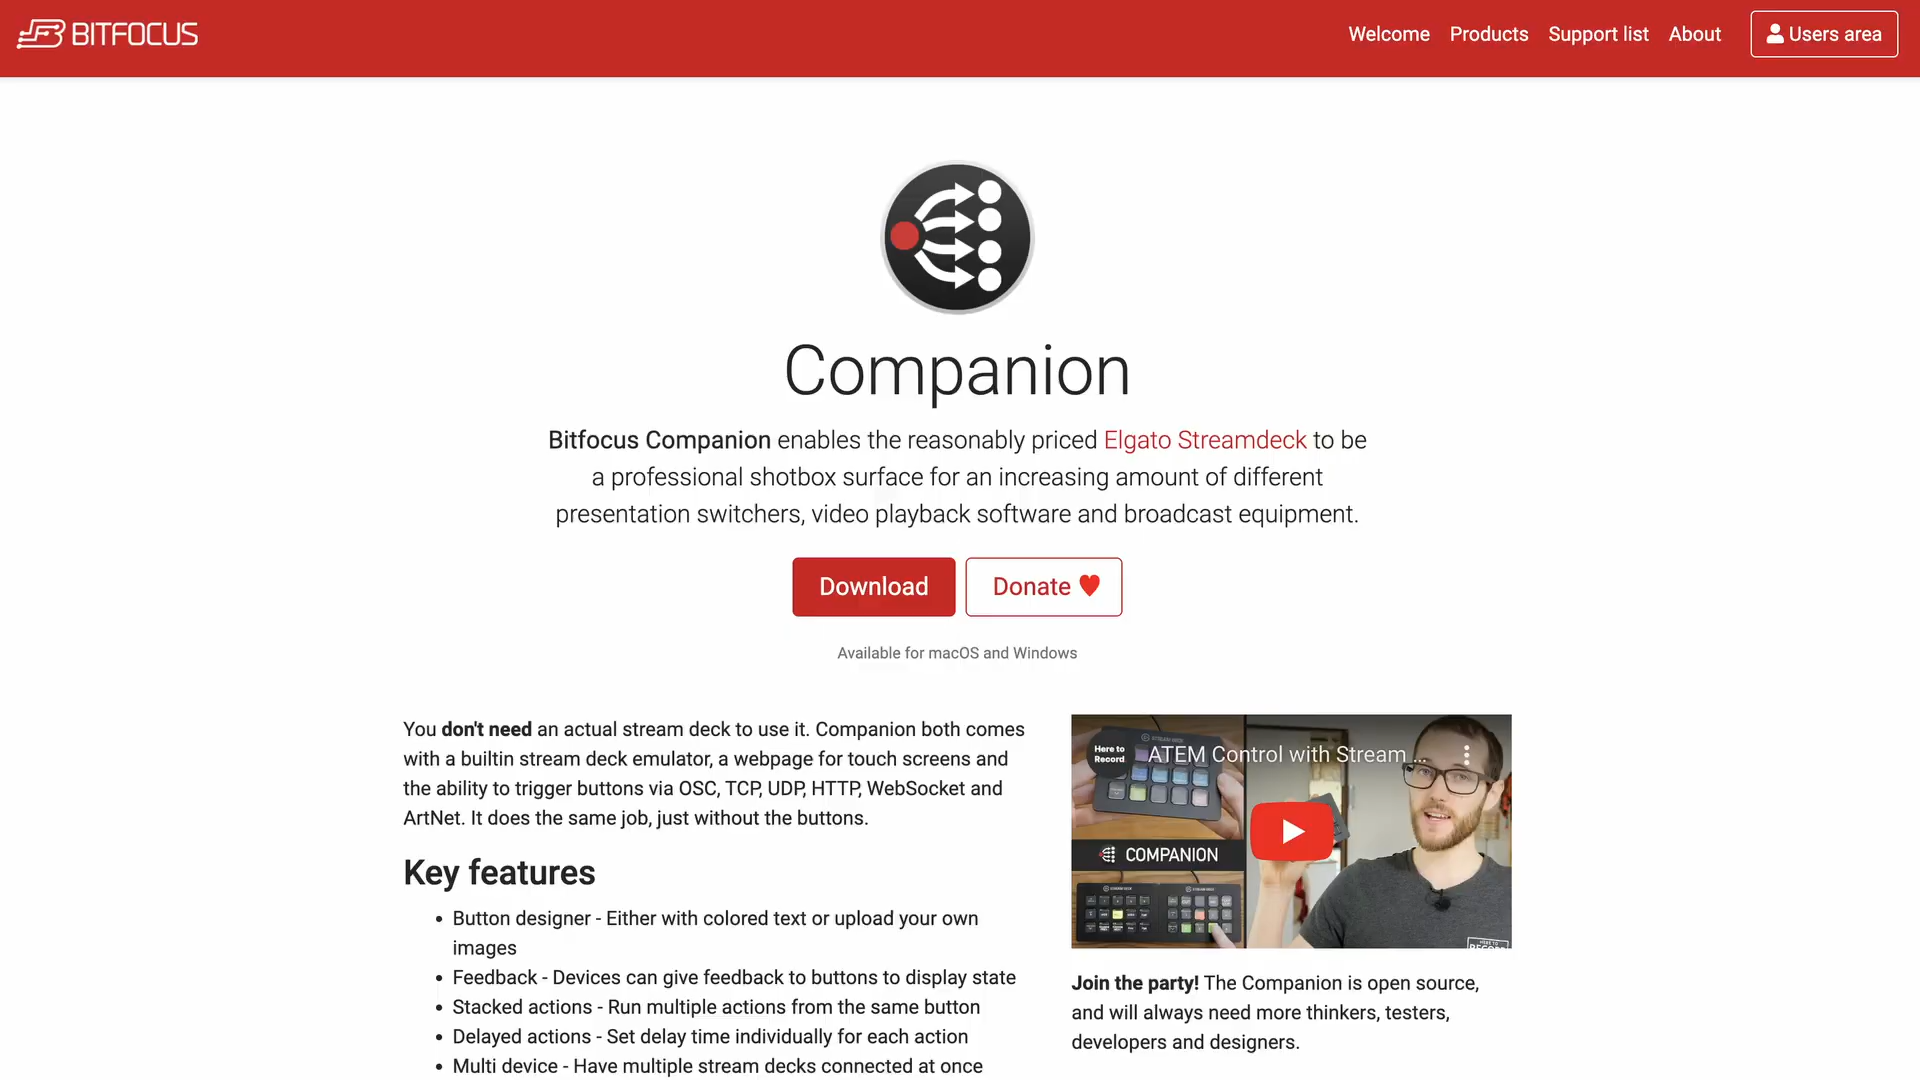 BITFOCUS
Welcome
Products
Support list
About
Users area
Companion
Bitfocus Companion enables the reasonably priced Elgato Streamdeck to be
a professional shotbox surface for an increasing amount of different
presentation switchers, video playback software and broadcast equipment.
Download
Donate
Available for macOS and Windows
You don't need an actual stream deck to use it. Companion both comes
with a builtin stream deck emulator, a webpage for touch screens and
the ability to trigger buttons via OSC, TCP, UDP, HTTP, WebSocket and
ArtNet. It does the same job, just without the buttons.
Key features
• Button designer - Either with colored text or upload your own
images
• Feedback - Devices can give feedback to buttons to display state
• Stacked actions - Run multiple actions from the same button
• Delayed actions - Set delay time individually for each action
• Multi device - Have multiple stream decks connected at once
Here to
Record
ATEM Control with Stream ...
COMPANION
Join the party! The Companion is open source,
and will always need more thinkers, testers,
developers and designers.